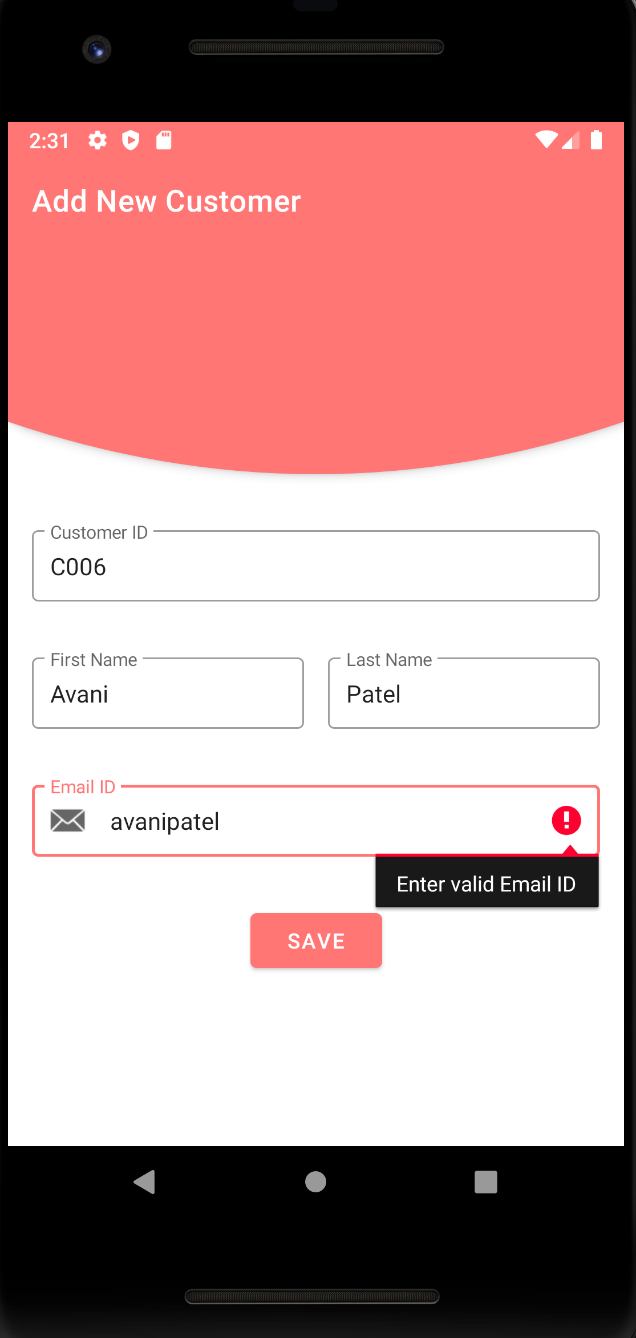 2:31
Add New Customer
Customer ID
C006
First Name
Last Name
Avani
Patel
Email ID
avanipatel
Enter valid Email ID
SAVE